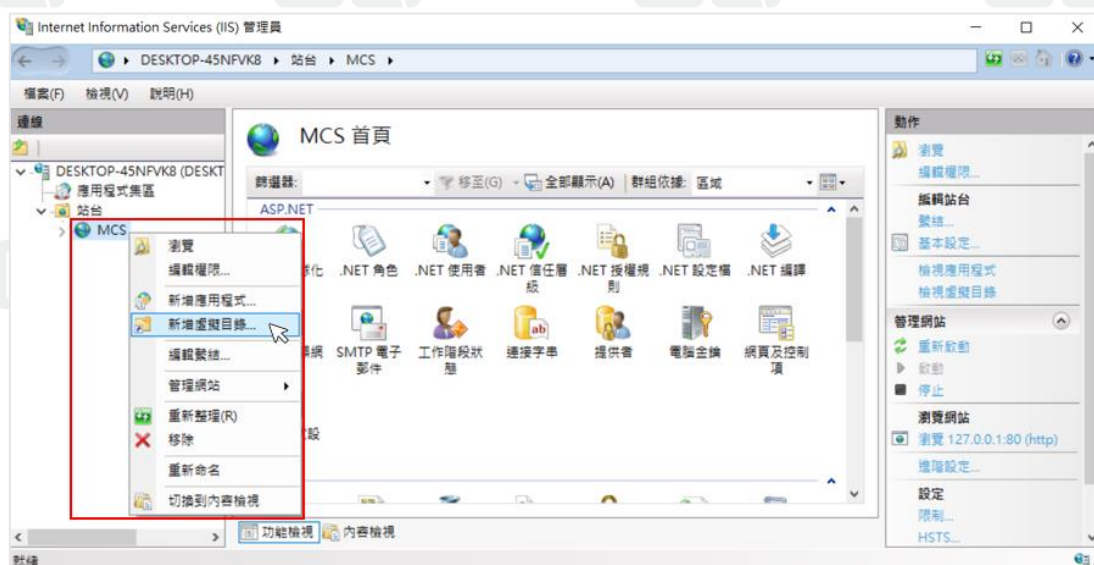 Internet Information Services (IIS) 管理員
DESKTOP-45NFVK8 ▸ 站台 ▸ MCS ▸
檔案(F) 檢視(V) 說明(H)
連線
DESKTOP-45NFVK8 (DESKT
應用程式集區
站台
MCS
瀏覽
編輯權限...
新增應用程式...
新增虛擬目錄...
編輯繫結...
管理網站
重新整理(R)
移除
重新命名
切換到內容檢視
MCS 首頁
篩選器:
移至(G)
全部顯示(A)
群組依據:
區域
ASP.NET
化
.NET 角色
.NET 使用者
.NET 信任層級
.NET 授權規則
.NET 設定檔
.NET 編譯
網
SMTP 電子郵件
工作階段狀態
連接字串
提供者
電腦金鑰
網頁及控制項
設
功能檢視
內容檢視
動作
瀏覽
編輯權限...
編輯站台
繫結...
基本設定...
檢視應用程式
檢視虛擬目錄
管理網站
重新啟動
啟動
停止
瀏覽網站
瀏覽 127.0.0.1:80 (http)
進階設定...
設定
限制...
HSTS...
就緒